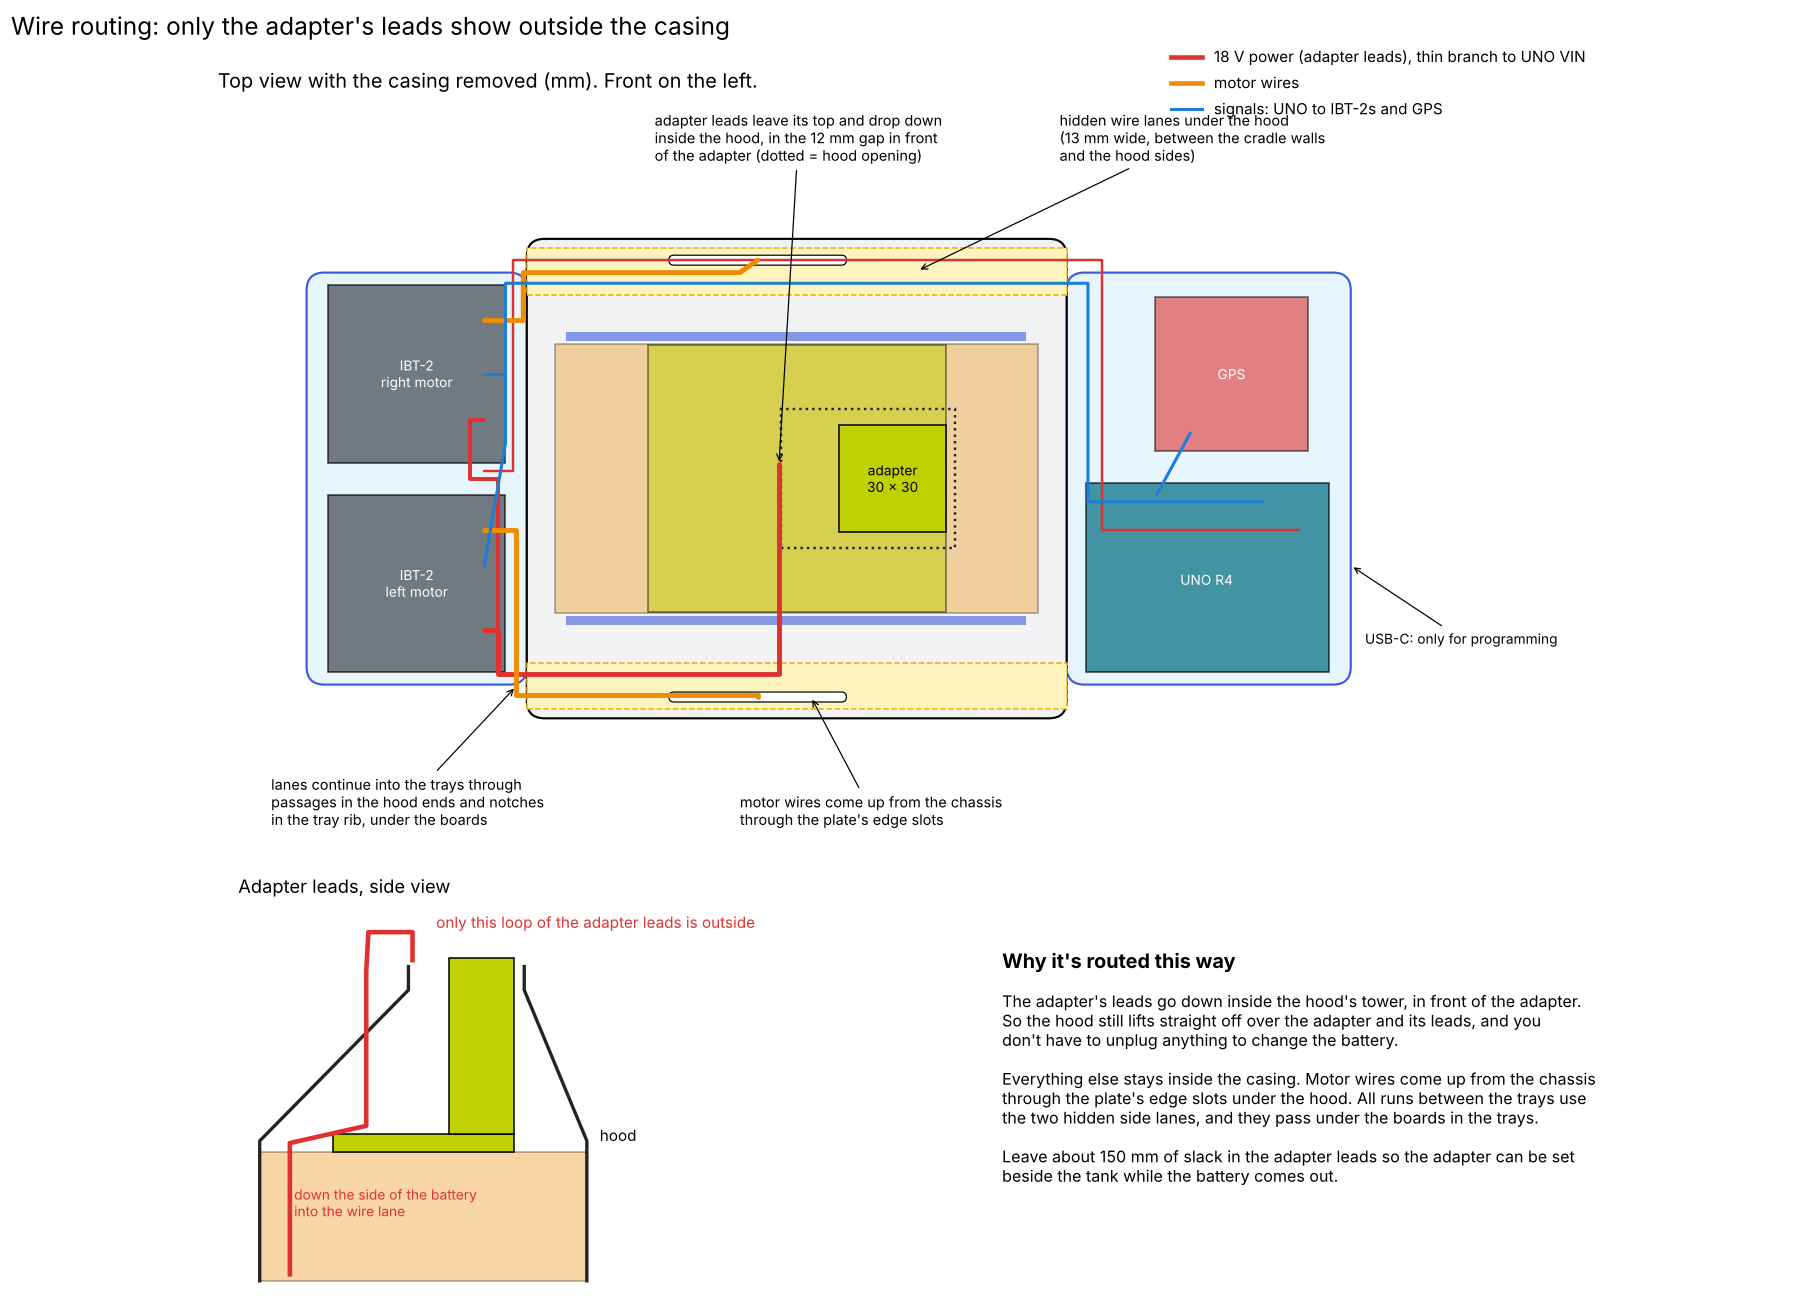 Wire routing: only the adapter's leads show outside the casing
18 V power (adapter leads), thin branch to UNO VIN
Top view with the casing removed (mm). Front on the left.
motor wires
signals: UNO to IBT-2s and GPS
adapter leads leave its top and drop down
inside the hood, in the 12 mm gap in front
of the adapter (dotted = hood opening)
hidden wire lanes under the hood
(13 mm wide, between the cradle walls
and the hood sides)
IBT-2
right motor
GPS
adapter
30 × 30
IBT-2
left motor
UNO R4
USB-C: only for programming
lanes continue into the trays through
passages in the hood ends and notches
in the tray rib, under the boards
motor wires come up from the chassis
through the plate's edge slots
Adapter leads, side view
only this loop of the adapter leads is outside
hood
down the side of the battery
into the wire lane
Why it's routed this way
The adapter's leads go down inside the hood's tower, in front of the adapter.
So the hood still lifts straight off over the adapter and its leads, and you
don't have to unplug anything to change the battery.
Everything else stays inside the casing. Motor wires come up from the chassis
through the plate's edge slots under the hood. All runs between the trays use
the two hidden side lanes, and they pass under the boards in the trays.
Leave about 150 mm of slack in the adapter leads so the adapter can be set
beside the tank while the battery comes out.